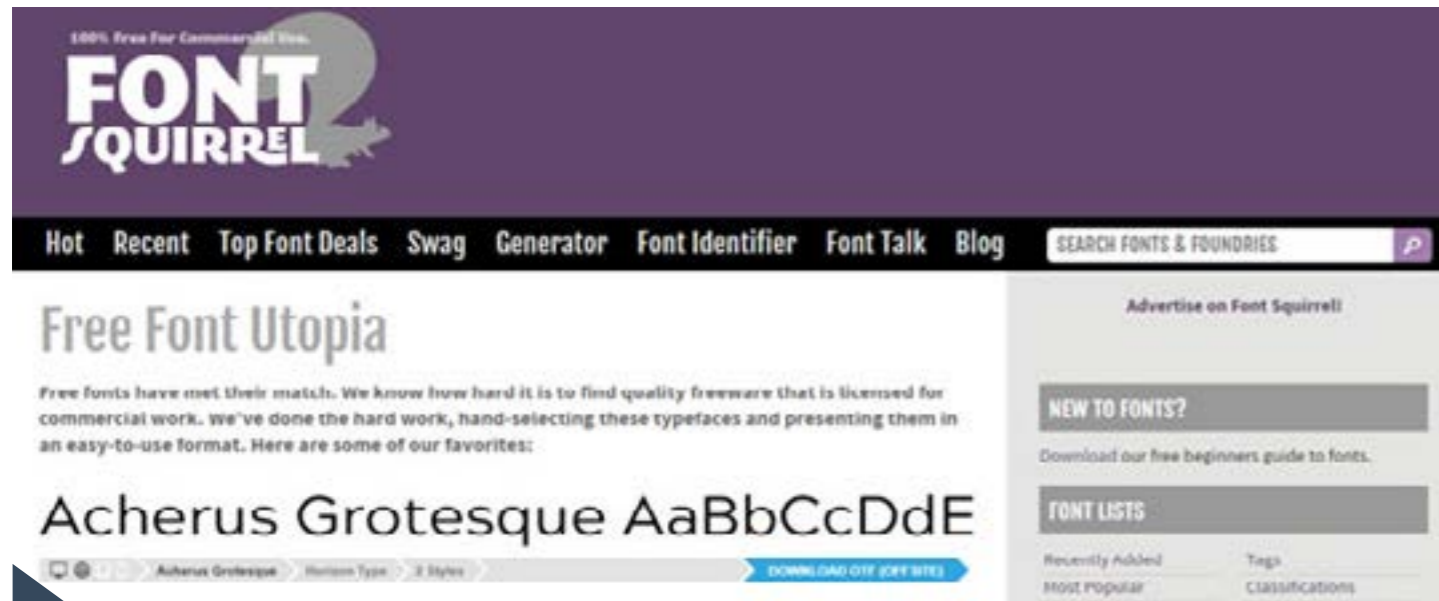 100% Free For Commercial Use.
FONT
SQUIRREL
Hot Recent Top Font Deals Swag Generator Font Identifier Font Talk Blog
SEARCH FONTS & FOUNDRIES
Free Font Utopia
Free fonts have met their match. We know how hard it is to find quality freeware that is licensed for
commercial work. We've done the hard work, hand-selecting these typefaces and presenting them in
an easy-to-use format. Here are some of our favorites:
Acherus Grotesque AaBbCcDdE
Acherus Grotesque Horizon Type 2 Styles DOWNLOAD OTF (OFF SITE)
Advertise on Font Squirrel!
NEW TO FONTS?
Download our free beginners guide to fonts.
FONT LISTS
Recently Added Tags
Most Popular Classifications